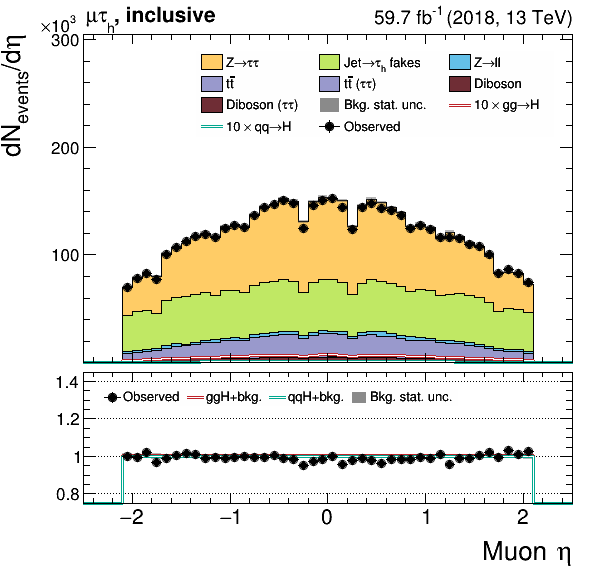 ×10³ μτₕ, inclusive 59.7 fb⁻¹ (2018, 13 TeV)
dN_events/dη
300
200
100
Z→ττ Jet→τₕ fakes Z→ll
tt̄ tt̄ (ττ) Diboson
Diboson (ττ) Bkg. stat. unc. 10×gg→H
10×qq→H Observed
1.4
1.2
1
0.8
Observed ggH+bkg. qqH+bkg. Bkg. stat. unc.
−2 −1 0 1 2
Muon η